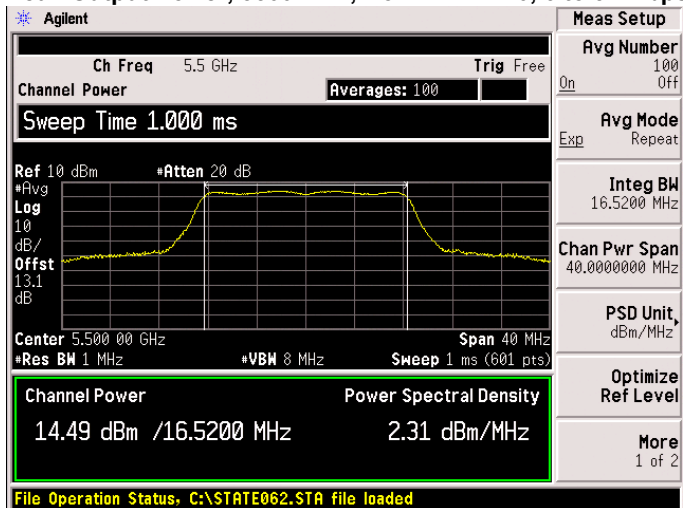 Agilent
Meas Setup
Ch Freq 5.5 GHz Trig Free
Channel Power Averages: 100
Sweep Time 1.000 ms
Ref 10 dBm #Atten 20 dB
#Avg
Log
10
dB/
Offst
13.1
dB
Center 5.500 00 GHz Span 40 MHz
#Res BW 1 MHz #VBW 8 MHz Sweep 1 ms (601 pts)
Channel Power Power Spectral Density
14.49 dBm /16.5200 MHz 2.31 dBm/MHz
File Operation Status, C:\STATE062.STA file loaded
Avg Number
100
On Off
Avg Mode
Exp Repeat
Integ BW
16.5200 MHz
Chan Pwr Span
40.0000000 MHz
PSD Unit
dBm/MHz
Optimize
Ref Level
More
1 of 2